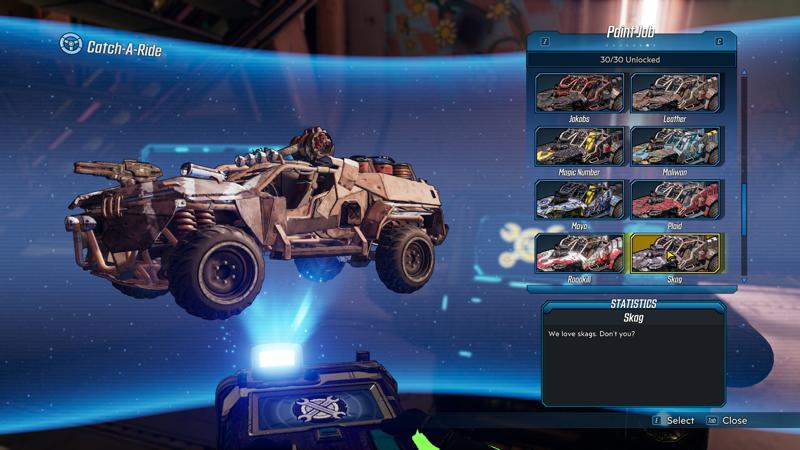 Catch-A-Ride
Paint Job
Z
C
30/30 Unlocked
Jakobs
Leather
Magic Number
Maliwan
Maya
Plaid
Roadkill
Skag
STATISTICS
Skag
We love skags. Don't you?
E Select
Tab Close